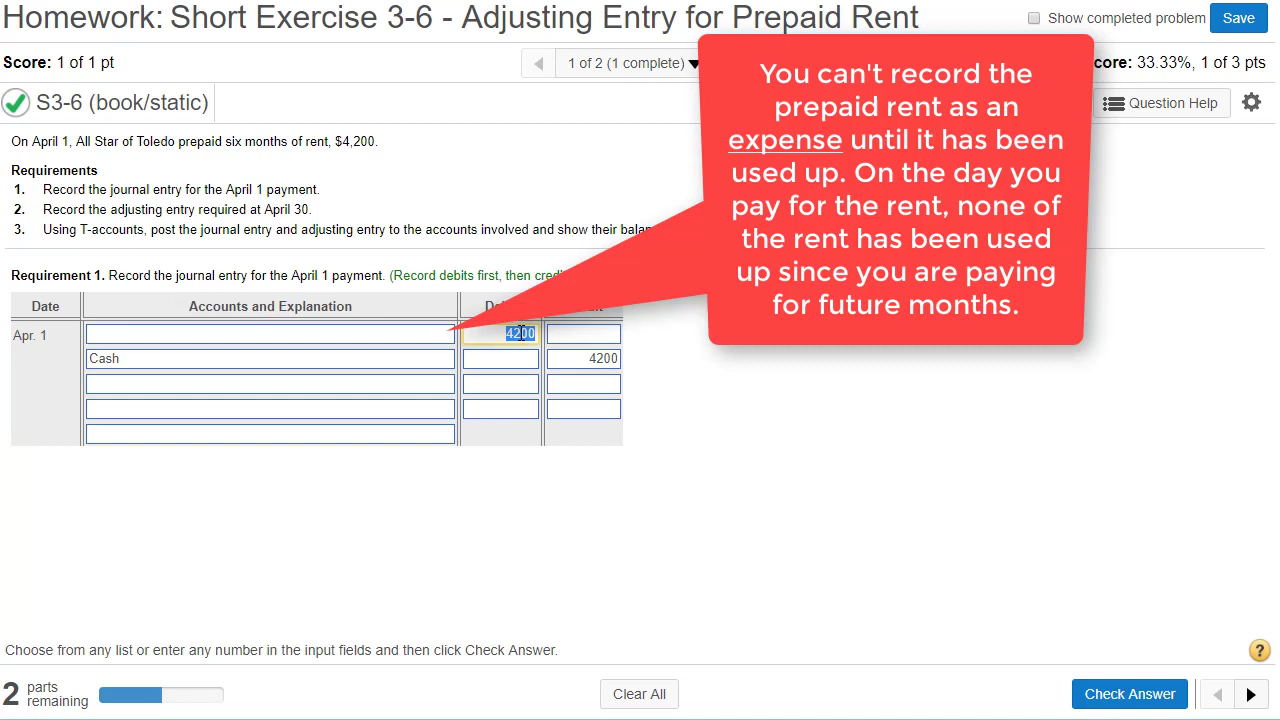 Homework: Short Exercise 3-6 - Adjusting Entry for Prepaid Rent
Show completed problem
Save
Score: 1 of 1 pt
1 of 2 (1 complete)
core: 33.33%, 1 of 3 pts
S3-6 (book/static)
Question Help
You can't record the
prepaid rent as an
expense until it has been
used up. On the day you
pay for the rent, none of
the rent has been used
up since you are paying
for future months.
On April 1, All Star of Toledo prepaid six months of rent, $4,200.
Requirements
1. Record the journal entry for the April 1 payment.
2. Record the adjusting entry required at April 30.
3. Using T-accounts, post the journal entry and adjusting entry to the accounts involved and show their balan
Requirement 1. Record the journal entry for the April 1 payment. (Record debits first, then credi
Date Accounts and Explanation De
Apr. 1 4200
Cash 4200
Choose from any list or enter any number in the input fields and then click Check Answer.
?
2 parts
remaining
Clear All
Check Answer